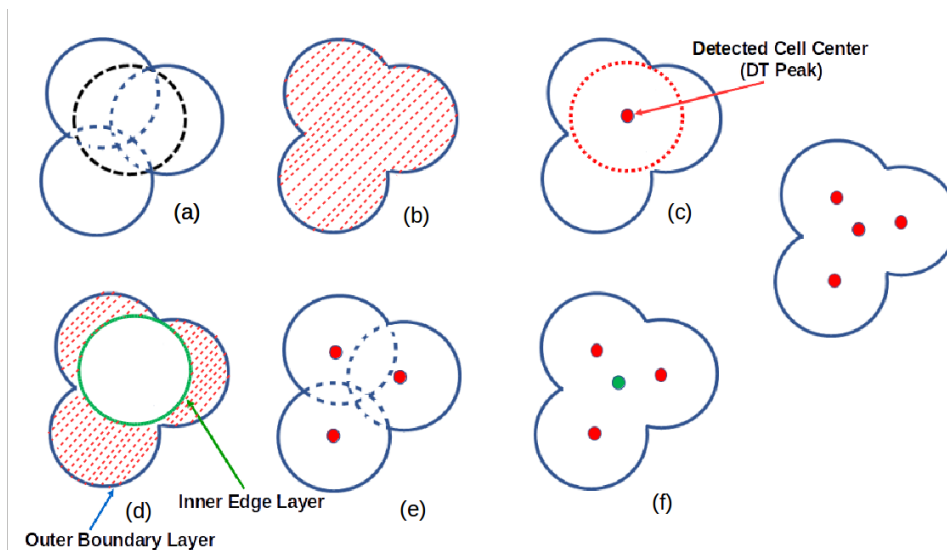 Detected Cell Center
(DT Peak)
(a)
(b)
(c)
Inner Edge Layer
(d)
(e)
(f)
Outer Boundary Layer